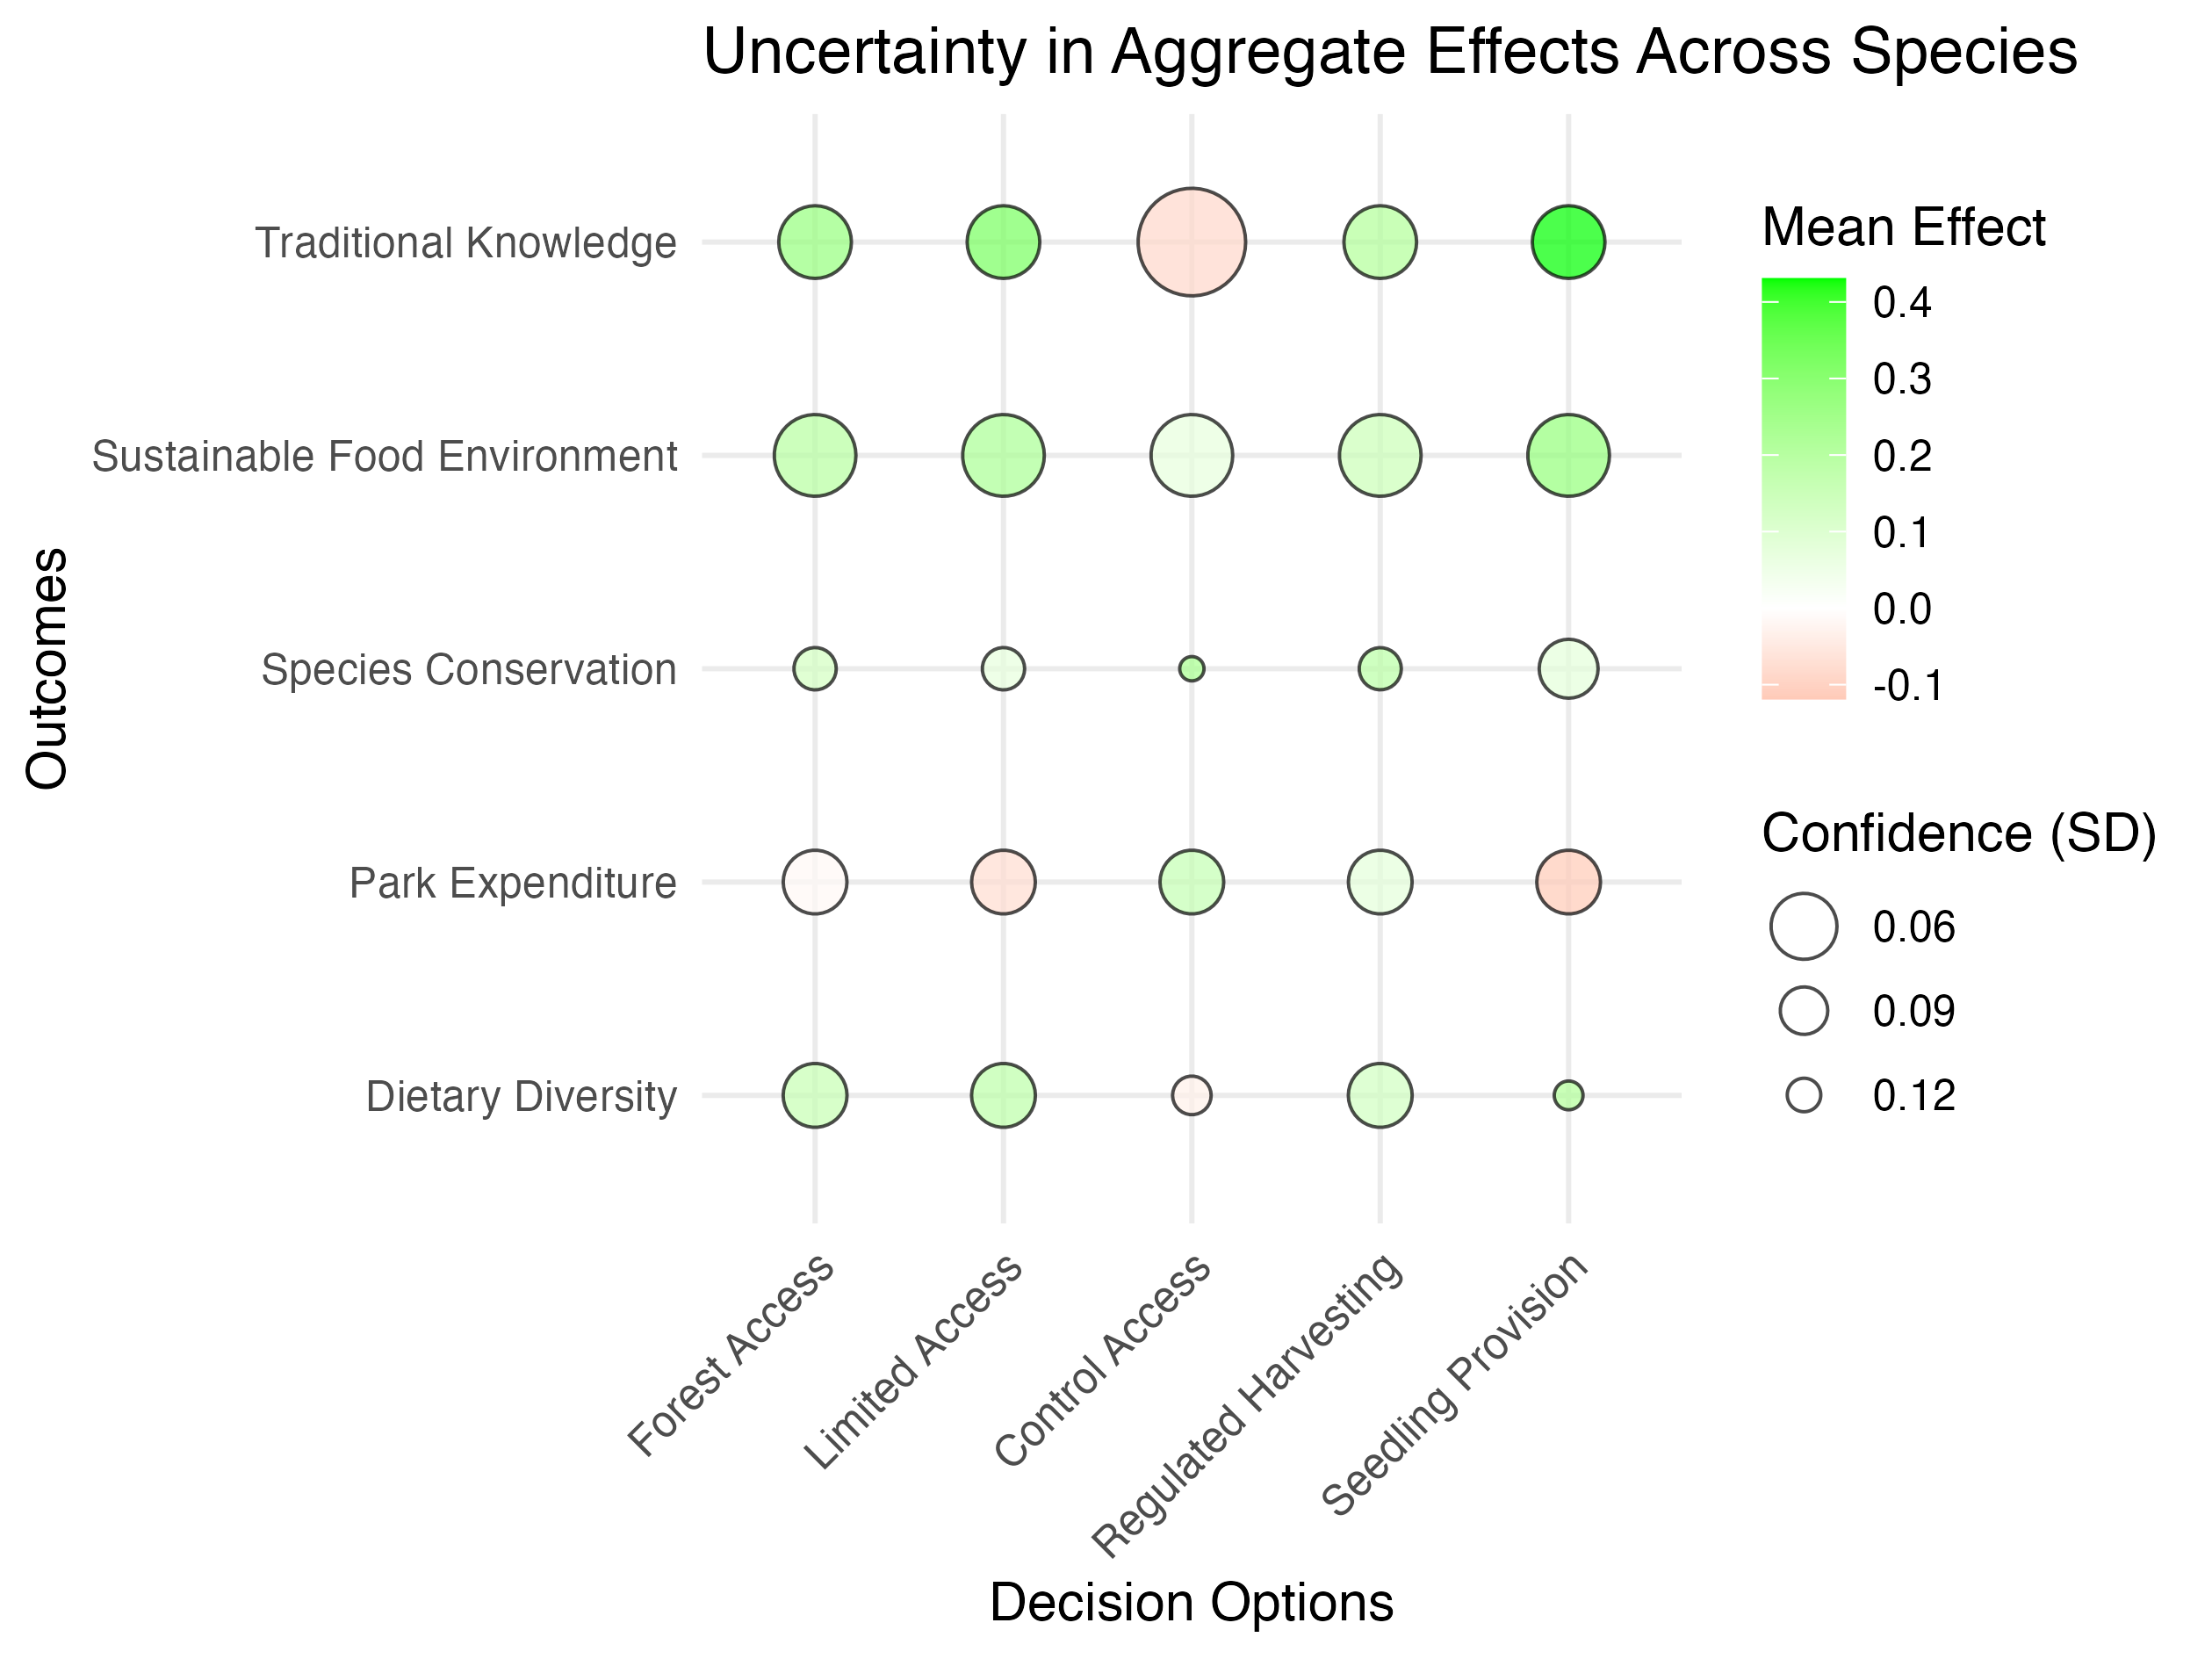 Uncertainty in Aggregate Effects Across Species
Outcomes
Traditional Knowledge
Sustainable Food Environment
Species Conservation
Park Expenditure
Dietary Diversity
Forest Access
Limited Access
Control Access
Regulated Harvesting
Seedling Provision
Decision Options
Mean Effect
0.4
0.3
0.2
0.1
0.0
-0.1
Confidence (SD)
0.06
0.09
0.12